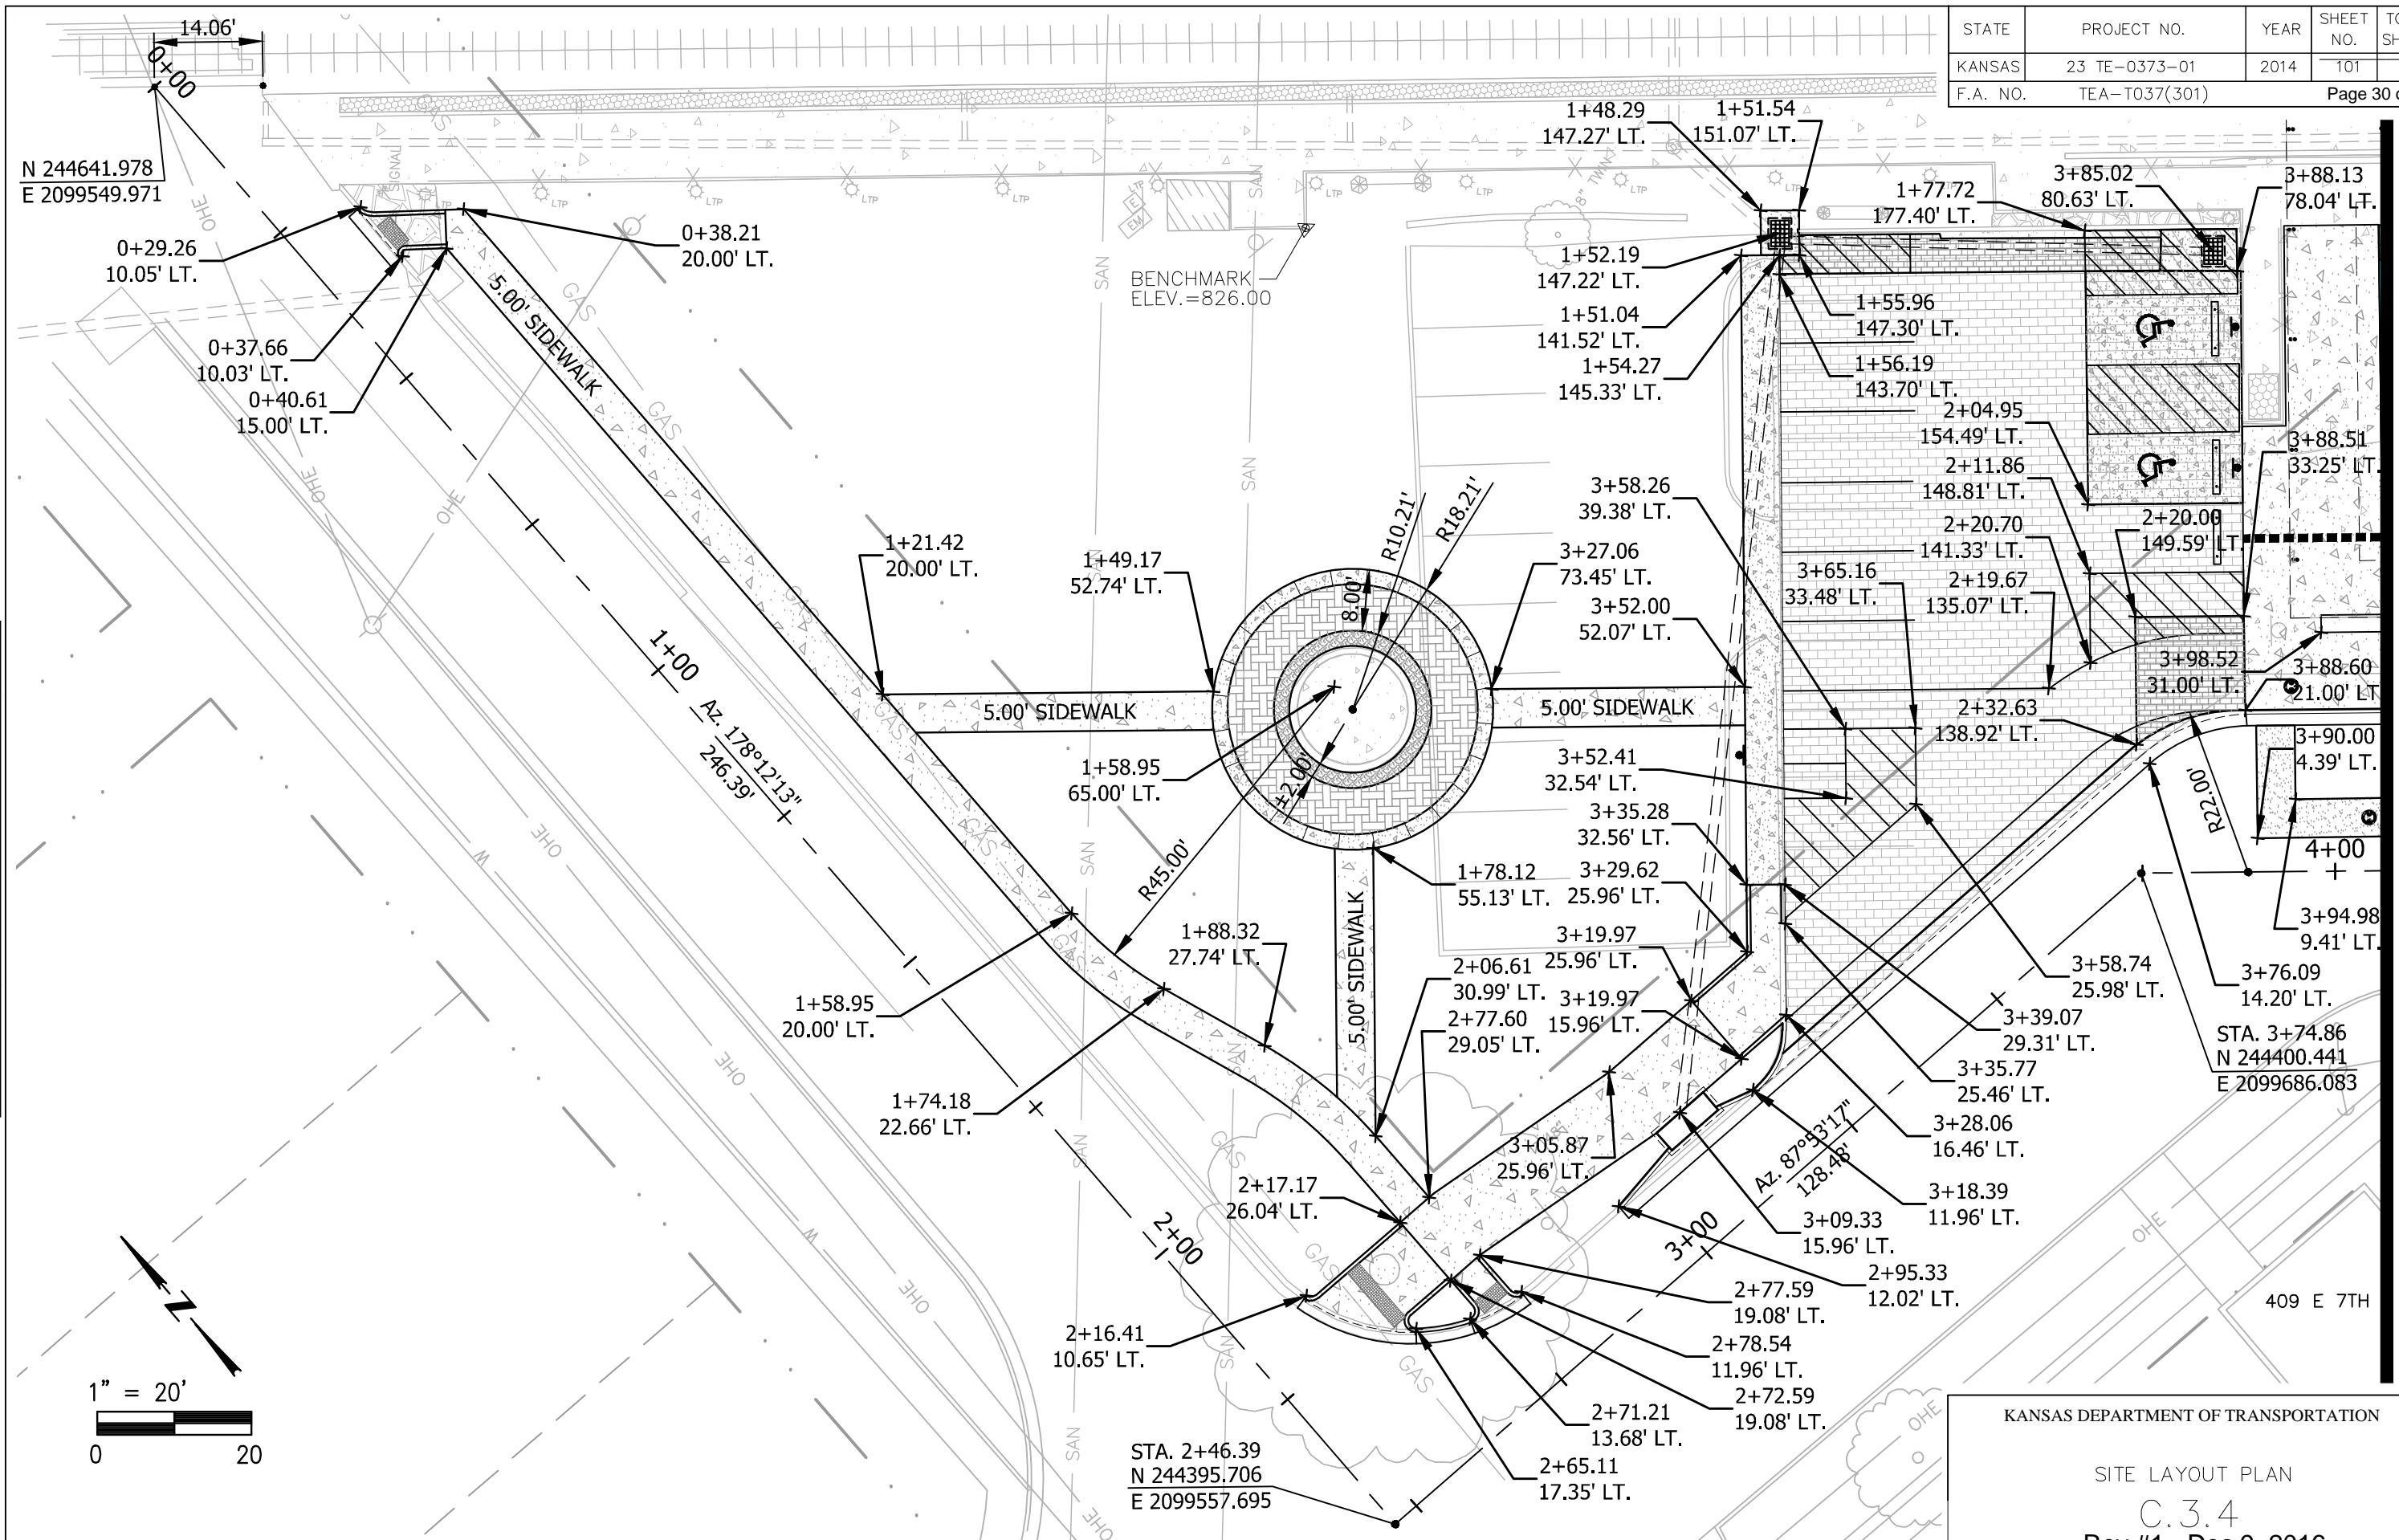 14.06'
0+00
N 244641.978
E 2099549.971
STATE
PROJECT NO.
YEAR
SHEET
NO.
KANSAS
23 TE-0373-01
2014
101
F.A. NO.
TEA-T037(301)
Page 30
0+29.26
10.05' LT.
0+38.21
20.00' LT.
0+37.66
10.03' LT.
0+40.61
15.00' LT.
5.00' SIDEWALK
SIGNAL
GAS
OHE
OHE
OHE
LTP
LTP
LTP
LTP
LTP
LTP
LTP
LTP
SAN
SAN
E
EM
BENCHMARK
ELEV.=826.00
8" TWIN
1+48.29
147.27' LT.
1+51.54
151.07' LT.
1+77.72
177.40' LT.
3+85.02
80.63' LT.
3+88.13
78.04' LT.
1+52.19
147.22' LT.
1+51.04
141.52' LT.
1+54.27
145.33' LT.
1+55.96
147.30' LT.
1+56.19
143.70' LT.
2+04.95
154.49' LT.
2+11.86
148.81' LT.
2+20.70
141.33' LT.
2+20.00
149.59' LT.
2+19.67
135.07' LT.
3+88.51
33.25' LT.
3+58.26
39.38' LT.
3+27.06
73.45' LT.
3+52.00
52.07' LT.
3+65.16
33.48' LT.
3+98.52
31.00' LT.
3+88.60
21.00' LT
2+32.63
138.92' LT.
3+90.00
4.39' LT.
R22.00'
4+00
3+94.98
9.41' LT.
3+76.09
14.20' LT.
STA. 3+74.86
N 244400.441
E 2099686.083
1+21.42
20.00' LT.
1+49.17
52.74' LT.
R10.21'
R18.21'
8.00'
±2.00'
5.00' SIDEWALK
5.00' SIDEWALK
1+58.95
65.00' LT.
R45.00'
1+00
Az. 178°12'13"
246.39'
3+52.41
32.54' LT.
3+35.28
32.56' LT.
3+29.62
25.96' LT.
3+19.97
25.96' LT.
3+19.97
15.96' LT.
1+78.12
55.13' LT.
1+88.32
27.74' LT.
2+06.61
30.99' LT.
2+77.60
29.05' LT.
5.00' SIDEWALK
1+58.95
20.00' LT.
1+74.18
22.66' LT.
3+58.74
25.98' LT.
3+39.07
29.31' LT.
3+35.77
25.46' LT.
3+28.06
16.46' LT.
3+18.39
11.96' LT.
3+05.87
25.96' LT.
Az. 87°53'17"
128.48'
3+09.33
15.96' LT.
2+95.33
12.02' LT.
3+00
2+17.17
26.04' LT.
2+00
2+16.41
10.65' LT.
2+77.59
19.08' LT.
2+78.54
11.96' LT.
2+72.59
19.08' LT.
2+71.21
13.68' LT.
2+65.11
17.35' LT.
STA. 2+46.39
N 244395.706
E 2099557.695
409 E 7TH
N
1" = 20'
0
20
KANSAS DEPARTMENT OF TRANSPORTATION
SITE LAYOUT PLAN
C.3.4